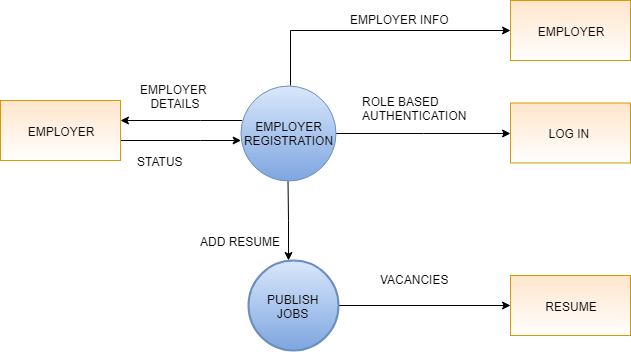 EMPLOYER INFO
EMPLOYER
EMPLOYER
DETAILS
ROLE BASED
AUTHENTICATION
EMPLOYER
EMPLOYER
REGISTRATION
LOG IN
STATUS
ADD RESUME
VACANCIES
PUBLISH
JOBS
RESUME